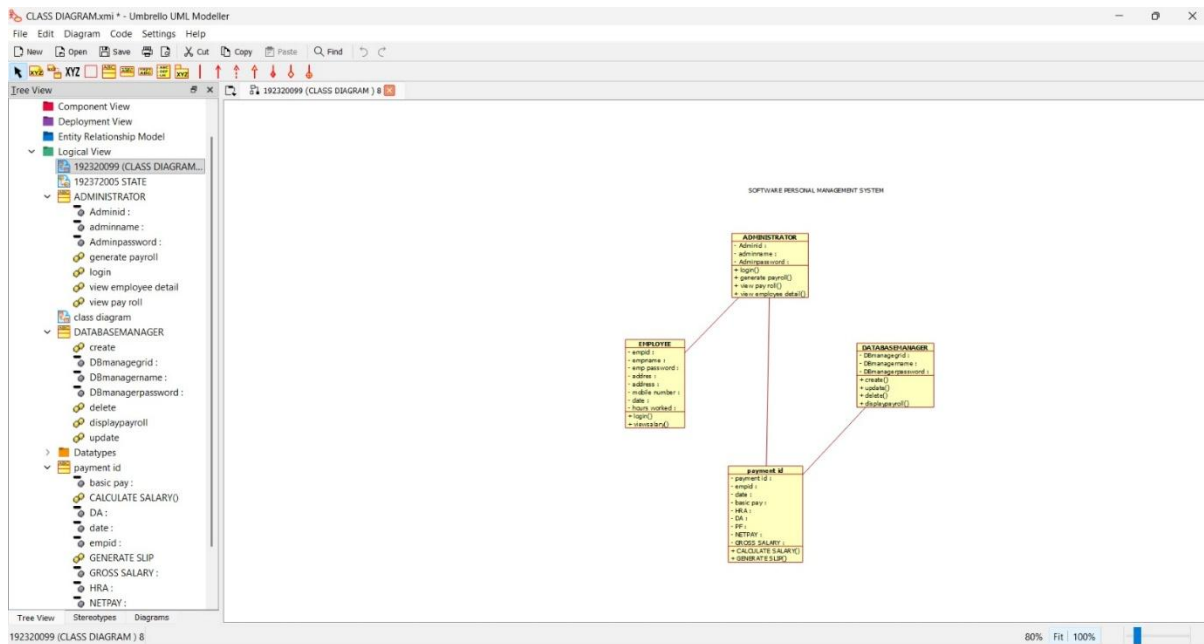 CLASS DIAGRAM.xmi * - Umbrello UML Modeller
File Edit Diagram Code Settings Help
New Open Save Cut Copy Paste Find
XYZ XYZ XYZ
Tree View
192320099 (CLASS DIAGRAM ) 8
Component View
Deployment View
Entity Relationship Model
Logical View
192320099 (CLASS DIAGRAM...
192372005 STATE
ADMINISTRATOR
Adminid :
adminname :
Adminpassword :
generate payroll
login
view employee detail
view pay roll
class diagram
DATABASEMANAGER
create
DBmanagegrid :
DBmanagername :
DBmanagerpassword :
delete
displaypayroll
update
Datatypes
payment id
basic pay :
CALCULATE SALARY()
DA :
date :
empid :
GENERATE SLIP
GROSS SALARY :
HRA :
NETPAY :
Tree View Stereotypes Diagrams
SOFTWARE PERSONAL MANAGEMENT SYSTEM
ADMINISTRATOR
- Adminid :
- adminname :
- Adminpassword :
+ login()
+ generate payroll()
+ view pay roll()
+ view employee detail()
EMPLOYEE
- empid :
- empname :
- emp password :
- addres :
- address :
- mobile number :
- date :
- hours worked :
+ login()
+ viewsalary()
DATABASEMANAGER
- DBmanagegrid :
- DBmanagername :
- DBmanagerpassword :
+ create()
+ update()
+ delete()
+ displaypayroll()
payment id
- payment id :
- empid :
- date :
- basic pay :
- HRA :
- DA :
- PF :
- NETPAY :
- GROSS SALARY :
+ CALCULATE SALARY()
+ GENERATE SLIP()
192320099 (CLASS DIAGRAM ) 8
80% Fit 100%